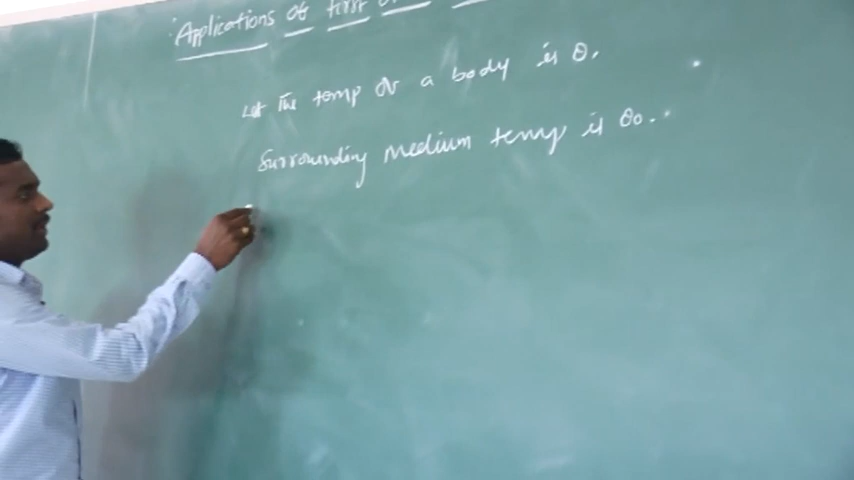 Applications of first
Let the temp of a body is θ.
Surrounding medium temp is θ0.